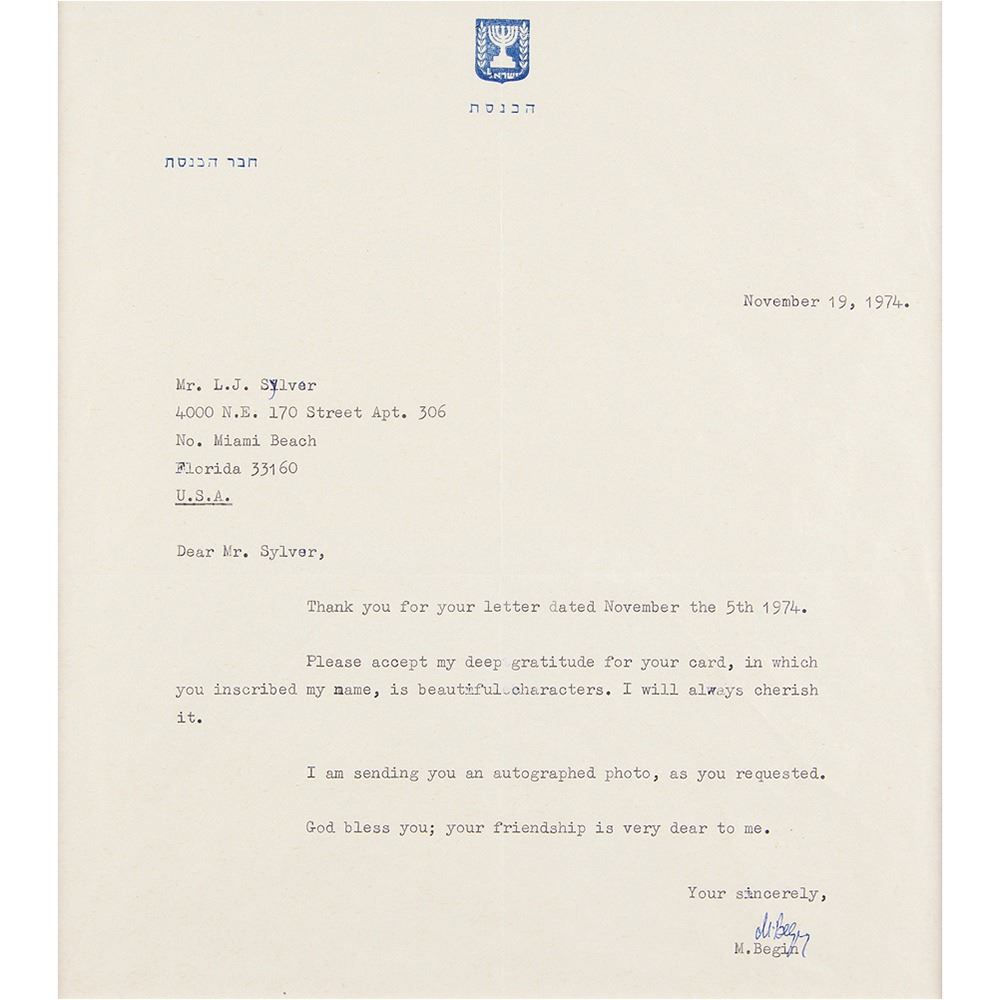 ישראל
הכנסת
חבר הכנסת
November 19, 1974.
Mr. L.J. Sylver
4000 N.E. 170 Street Apt. 306
No. Miami Beach
Florida 33160
U.S.A.
Dear Mr. Sylver,
Thank you for your letter dated November the 5th 1974.
Please accept my deep gratitude for your card, in which
you inscribed my name, is beautiful characters. I will always cherish
it.
I am sending you an autographed photo, as you requested.
God bless you; your friendship is very dear to me.
Your sincerely,
M. Begin
M.Begin